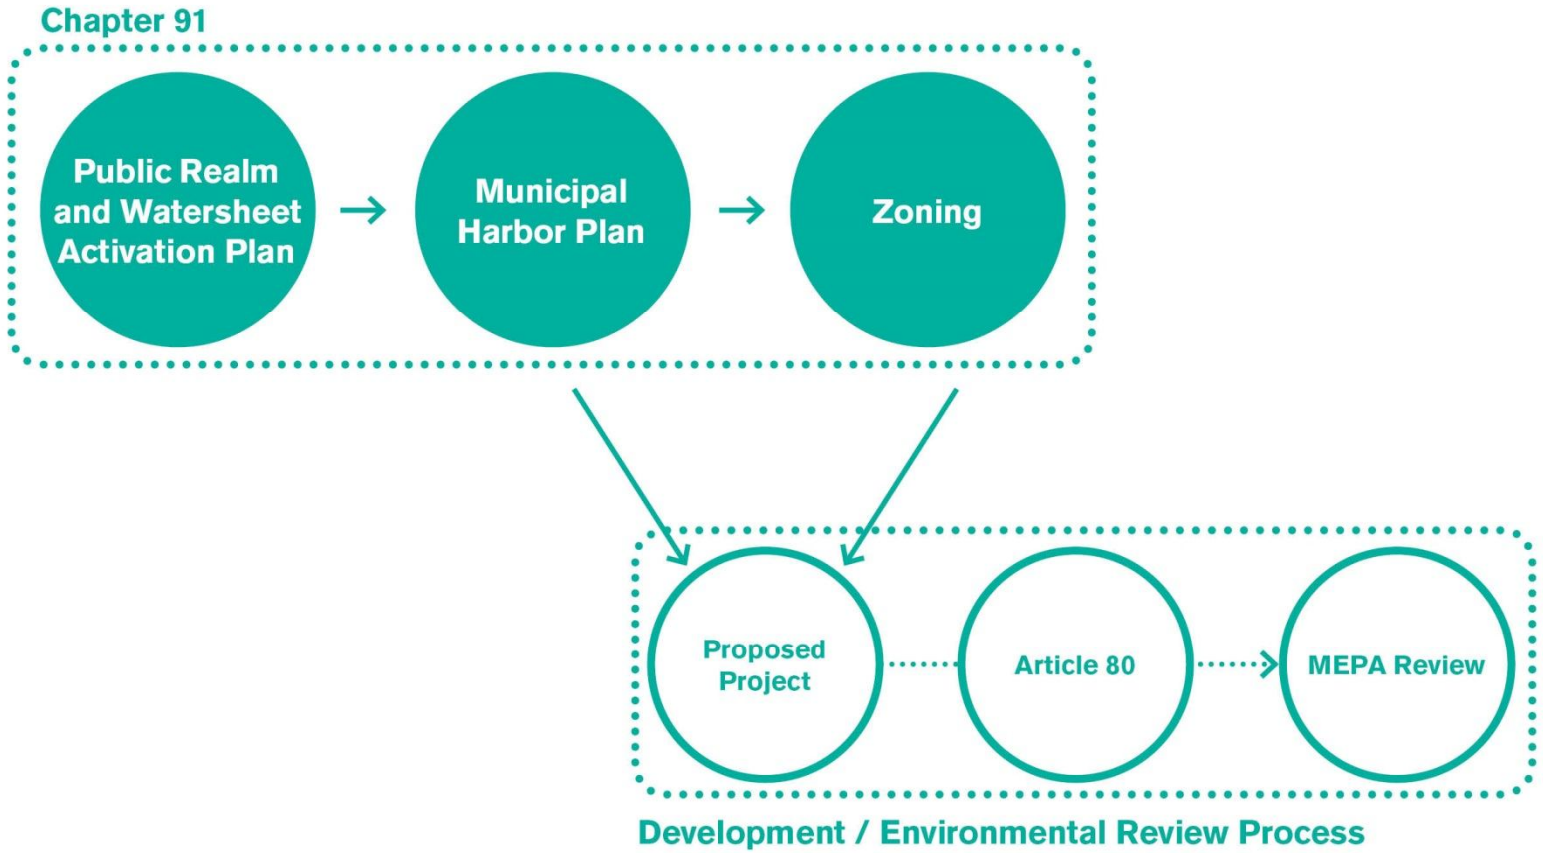 Chapter 91
Public Realm
and Watersheet
Activation Plan
Municipal
Harbor Plan
Zoning
Proposed
Project
Article 80
MEPA Review
Development / Environmental Review Process